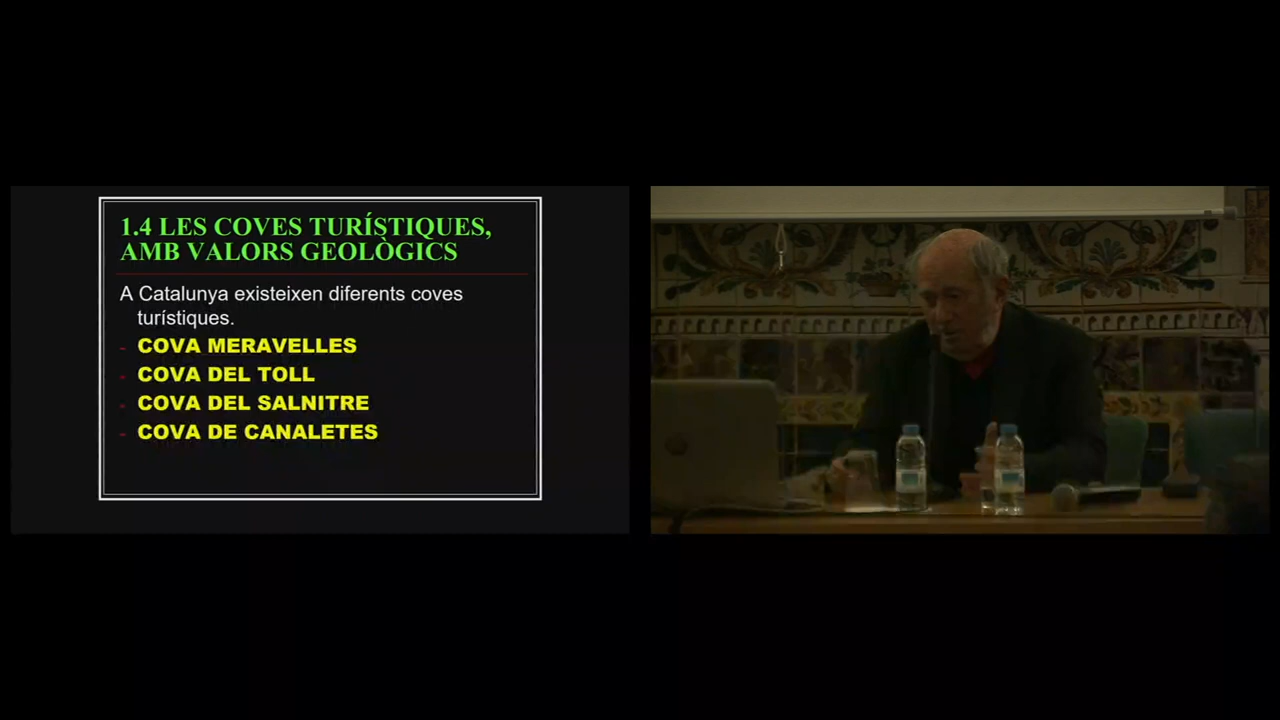 1.4 LES COVES TURÍSTIQUES,
AMB VALORS GEOLÒGICS
A Catalunya existeixen diferents coves
turístiques.
- COVA MERAVELLES
- COVA DEL TOLL
- COVA DEL SALNITRE
- COVA DE CANALETES